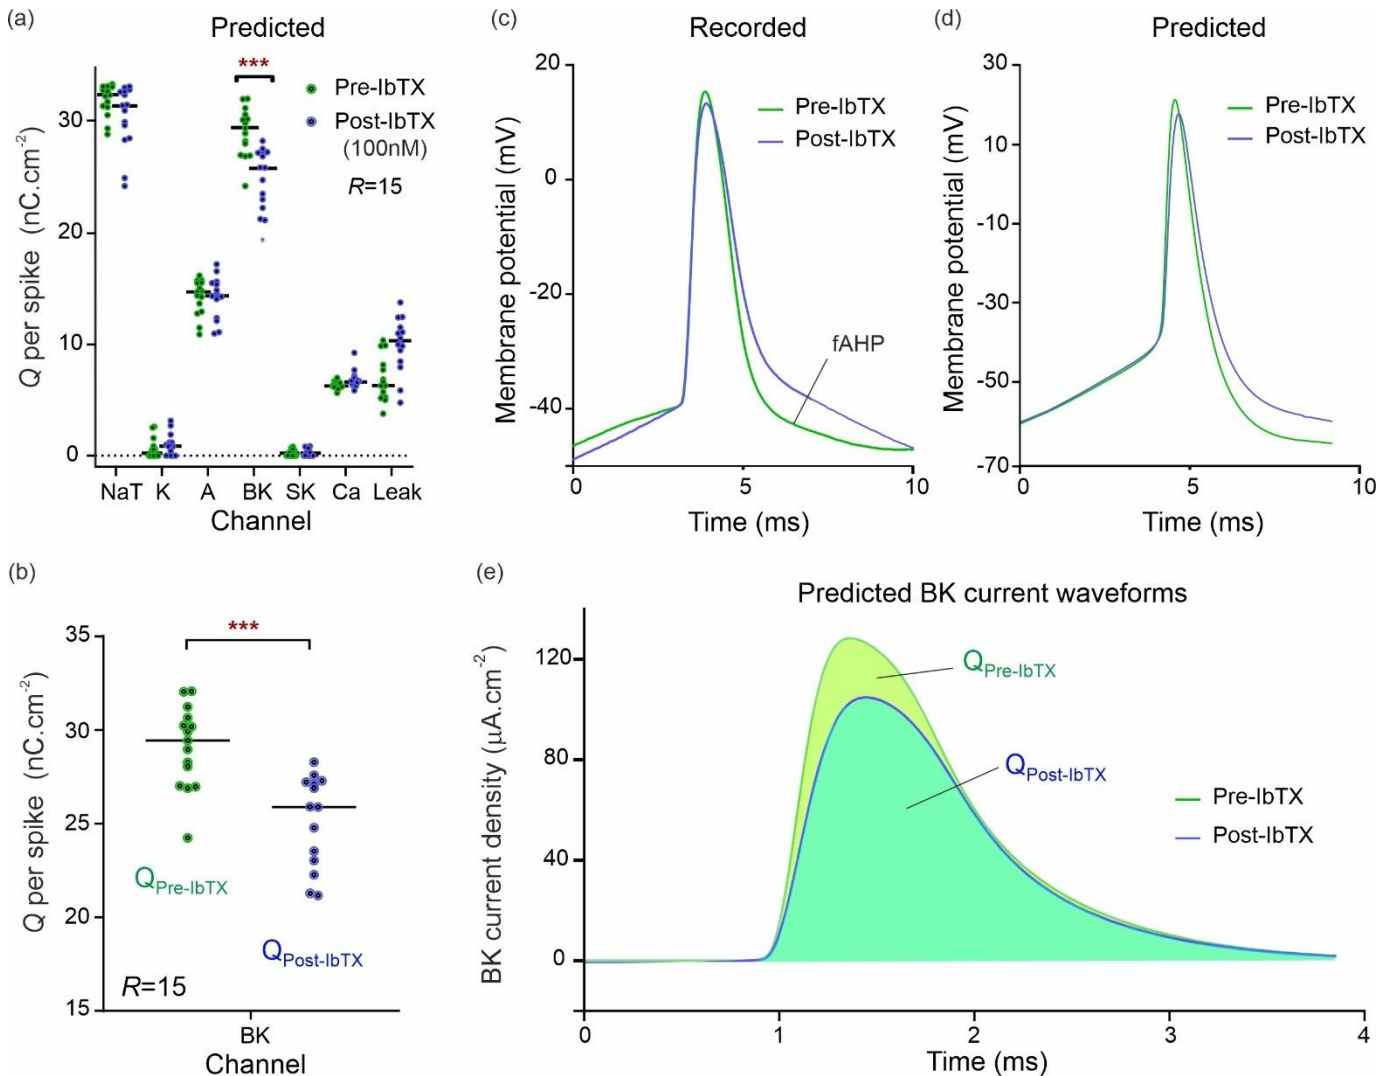 (a)
Predicted
***
Pre-IbTX
Post-IbTX
(100nM)
R=15
Q per spike (nC.cm-2)
30
20
10
0
NaT K A BK SK Ca Leak
Channel
(c)
Recorded
Pre-IbTX
Post-IbTX
fAHP
Membrane potential (mV)
20
0
-20
-40
0 5 10
Time (ms)
(d)
Predicted
Pre-IbTX
Post-IbTX
Membrane potential (mV)
30
10
-10
-30
-50
-70
0 5 10
Time (ms)
(b)
***
Q per spike (nC.cm-2)
35
30
25
20
15
QPre-IbTX
QPost-IbTX
R=15
BK
Channel
(e)
Predicted BK current waveforms
QPre-IbTX
QPost-IbTX
Pre-IbTX
Post-IbTX
BK current density (µA.cm-2)
120
80
40
0
0 1 2 3 4
Time (ms)